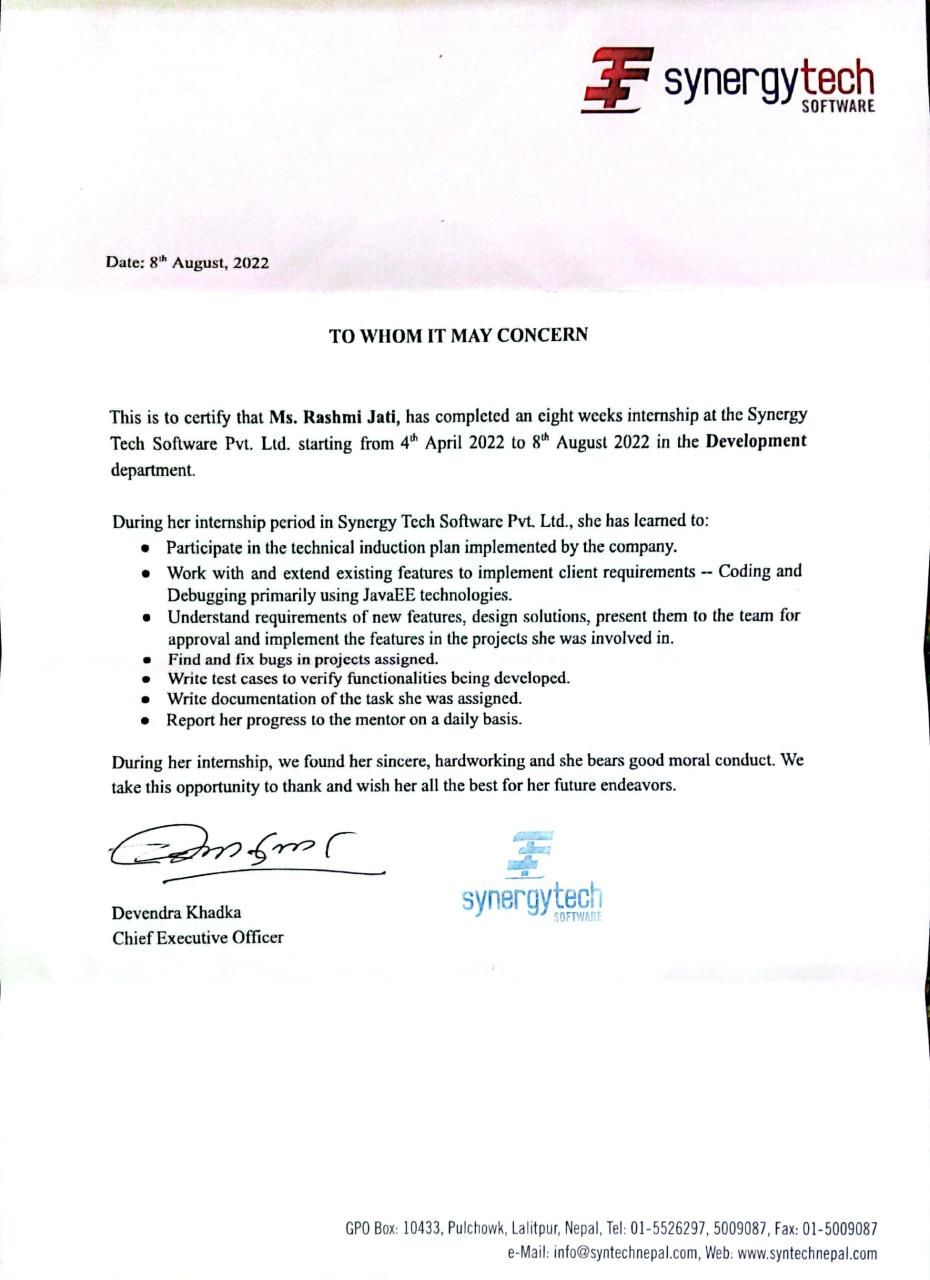 synergytech
SOFTWARE
Date: 8th August, 2022
TO WHOM IT MAY CONCERN
This is to certify that Ms. Rashmi Jati, has completed an eight weeks internship at the Synergy
Tech Software Pvt. Ltd. starting from 4th April 2022 to 8th August 2022 in the Development
department.
During her internship period in Synergy Tech Software Pvt. Ltd., she has learned to:
• Participate in the technical induction plan implemented by the company.
• Work with and extend existing features to implement client requirements -- Coding and
Debugging primarily using JavaEE technologies.
• Understand requirements of new features, design solutions, present them to the team for
approval and implement the features in the projects she was involved in.
• Find and fix bugs in projects assigned.
• Write test cases to verify functionalities being developed.
• Write documentation of the task she was assigned.
• Report her progress to the mentor on a daily basis.
During her internship, we found her sincere, hardworking and she bears good moral conduct. We
take this opportunity to thank and wish her all the best for her future endeavors.
synergytech
SOFTWARE
Devendra Khadka
Chief Executive Officer
GPO Box: 10433, Pulchowk, Lalitpur, Nepal, Tel: 01-5526297, 5009087, Fax: 01-5009087
e-Mail: info@syntechnepal.com, Web: www.syntechnepal.com